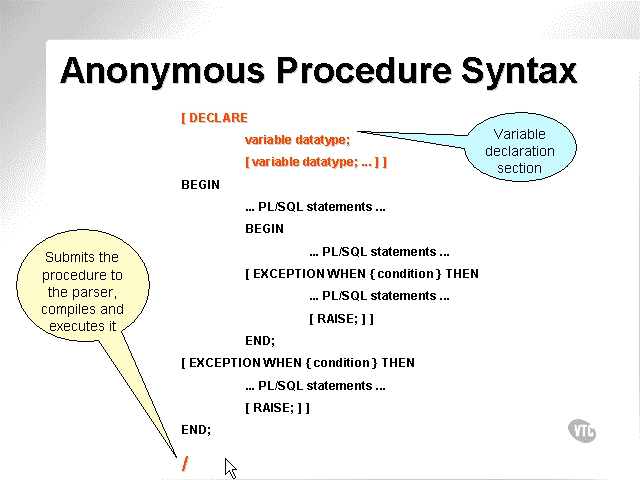 Anonymous Procedure Syntax
[ DECLARE
variable datatype;
[ variable datatype; ... ] ]
Variable
declaration
section
BEGIN
... PL/SQL statements ...
BEGIN
... PL/SQL statements ...
[ EXCEPTION WHEN { condition } THEN
... PL/SQL statements ...
[ RAISE; ] ]
END;
[ EXCEPTION WHEN { condition } THEN
... PL/SQL statements ...
[ RAISE; ] ]
END;
/
Submits the
procedure to
the parser,
compiles and
executes it
VTC